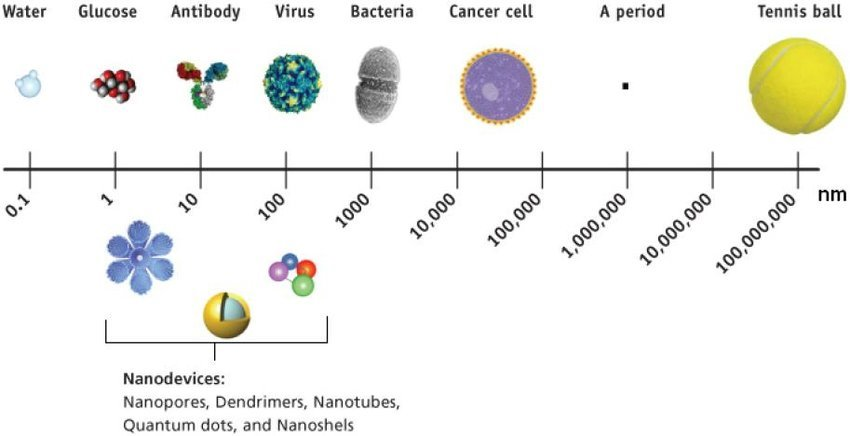 Water Glucose Antibody Virus Bacteria Cancer cell A period Tennis ball
0.1 1 10 100 1000 10,000 100,000 1,000,000 10,000,000 100,000,000 nm
Nanodevices:
Nanopores, Dendrimers, Nanotubes,
Quantum dots, and Nanoshels